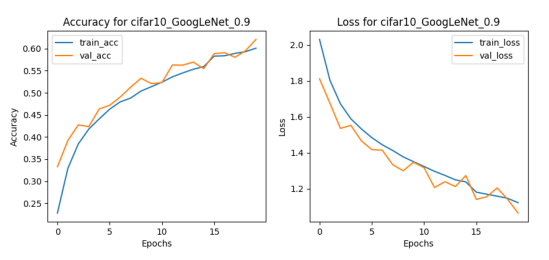 Accuracy for cifar10_GoogLeNet_0.9
train_acc
val_acc
0.60
0.55
0.50
0.45
0.40
0.35
0.30
0.25
Accuracy
0
5
10
15
Epochs
Loss for cifar10_GoogLeNet_0.9
train_loss
val_loss
2.0
1.8
1.6
1.4
1.2
Loss
0
5
10
15
Epochs